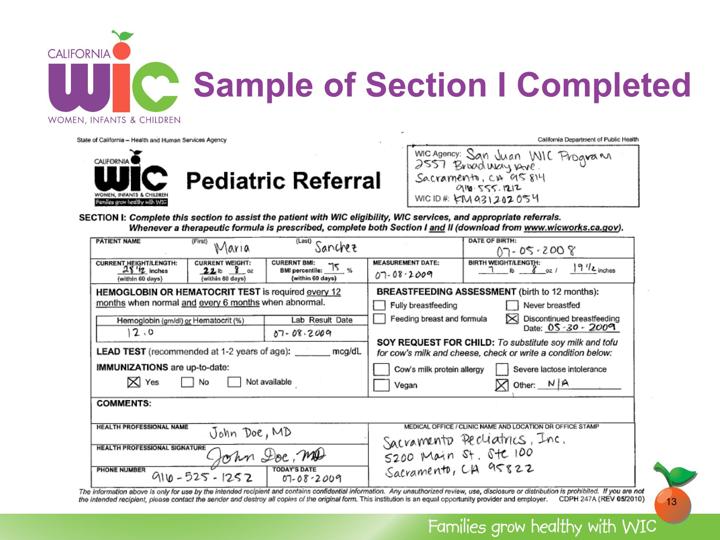 CALIFORNIA
WIC
WOMEN, INFANTS & CHILDREN
Sample of Section I Completed
State of California – Health and Human Services Agency
California Department of Public Health
CALIFORNIA
WIC
WOMEN, INFANTS & CHILDREN
Families grow healthy with WIC
Pediatric Referral
WIC Agency: San Juan WIC Program
2557 Broadway Ave.
Sacramento, CA 95814
916.555.1212
WIC ID#: KM931202054
SECTION I: Complete this section to assist the patient with WIC eligibility, WIC services, and appropriate referrals.
Whenever a therapeutic formula is prescribed, complete both Section I and II (download from www.wicworks.ca.gov).
PATIENT NAME (First) (Last)
Maria Sanchez
DATE OF BIRTH:
07-05-2008
CURRENT HEIGHT/LENGTH:
28 1/2 inches
(within 60 days)
CURRENT WEIGHT:
22 lb 8 oz
(within 60 days)
CURERNT BMI:
BMI percentile: 75 %
(within 60 days)
MEASUREMENT DATE:
07-08-2009
BIRTH WEIGHT/LENGTH:
7 lb 8 oz / 19 1/2 inches
HEMOGLOBIN OR HEMATOCRIT TEST is required every 12
months when normal and every 6 months when abnormal.
Hemoglobin (gm/dl) or Hematocrit (%) Lab Result Date
12.0 07-08-2009
LEAD TEST (recommended at 1-2 years of age): ______ mcg/dL
IMMUNIZATIONS are up-to-date:
Yes No Not available
BREASTFEEDING ASSESSMENT (birth to 12 months):
Fully breastfeeding Never breastfed
Feeding breast and formula Discontinued breastfeeding
Date: 05-30-2009
SOY REQUEST FOR CHILD: To substitute soy milk and tofu
for cow's milk and cheese, check or write a condition below:
Cow's milk protein allergy Severe lactose intolerance
Vegan Other: N/A
COMMENTS:
HEALTH PROFESSIONAL NAME
John Doe, MD
HEALTH PROFESSIONAL SIGNATURE
John Doe, MD
PHONE NUMBER
916-525-1252
TODAY'S DATE
07-08-2009
MEDICAL OFFICE / CLINIC NAME AND LOCATION OR OFFICE STAMP
Sacramento Pediatrics, Inc.
5200 Main St. Ste 100
Sacramento, CA 95822
The information above is only for use by the intended recipient and contains confidential information. Any unauthorized review, use, disclosure or distribution is prohibited. If you are not
the intended recipient, please contact the sender and destroy all copies of the original form. This institution is an equal opportunity provider and employer. CDPH 247A (REV 05/2010)
13
Families grow healthy with WIC